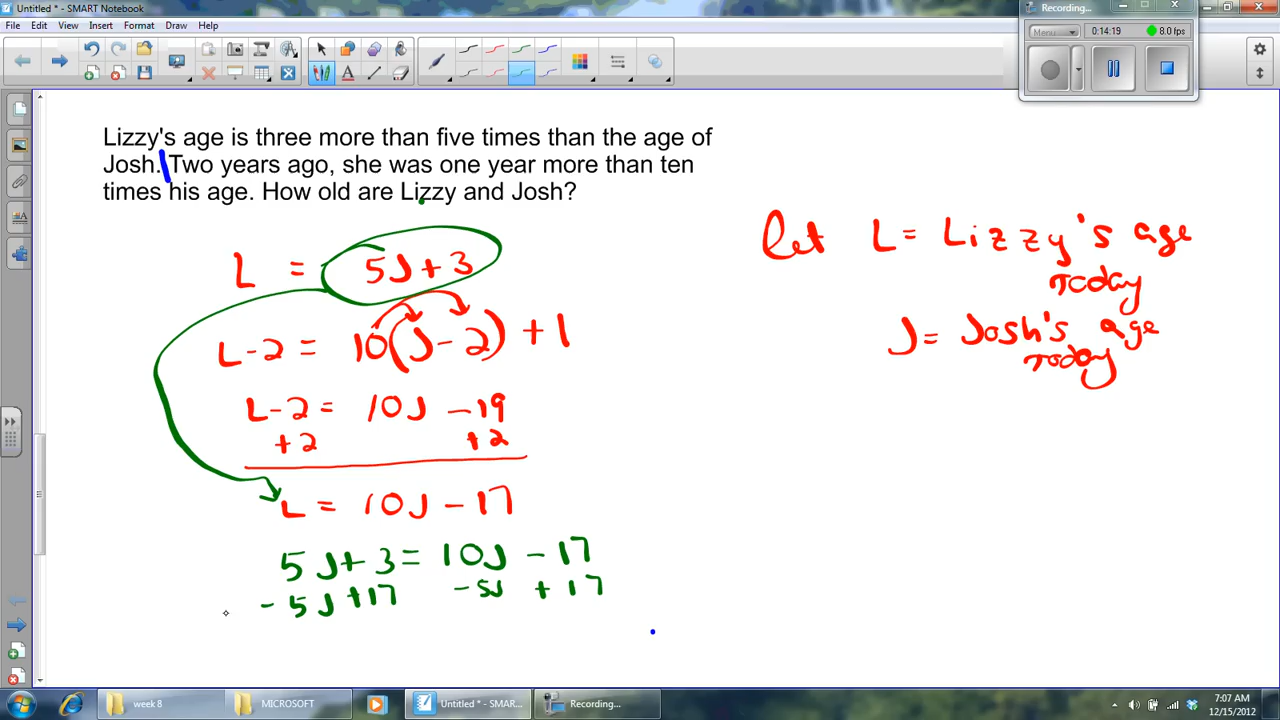 Untitled * - SMART Notebook
File Edit View Insert Format Draw Help
Recording...
Menu
0:14:19
8.0 fps
Lizzy's age is three more than five times than the age of
Josh. Two years ago, she was one year more than ten
times his age. How old are Lizzy and Josh?
let L = Lizzy's age
today
J = Josh's age
Today
L = 5J + 3
L - 2 = 10(J - 2) + 1
L - 2 = 10J - 19
+ 2 + 2
L = 10J - 17
5J + 3 = 10J - 17
- 5J + 17 - 5J + 17
week 8
MICROSOFT
Untitled * - SMAR...
Recording...
7:07 AM
12/15/2012